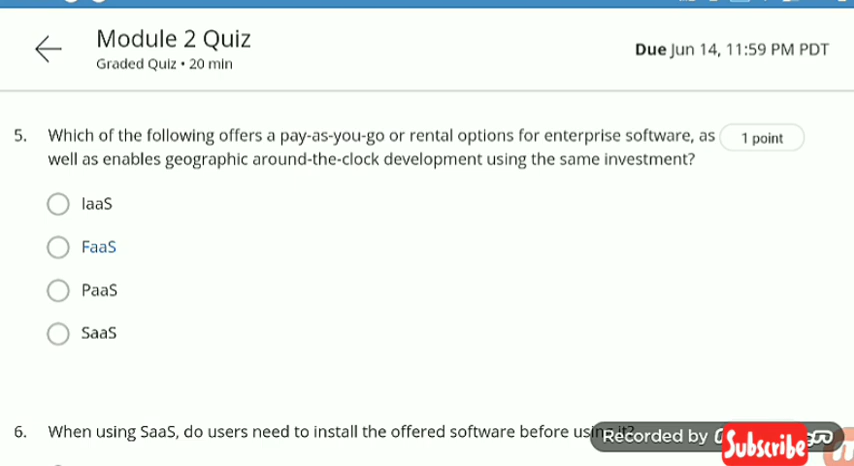 Module 2 Quiz
Graded Quiz • 20 min
Due Jun 14, 11:59 PM PDT
5. Which of the following offers a pay-as-you-go or rental options for enterprise software, as
1 point
well as enables geographic around-the-clock development using the same investment?
IaaS
FaaS
PaaS
SaaS
6. When using SaaS, do users need to install the offered software before using it?
Recorded by
Subscribe